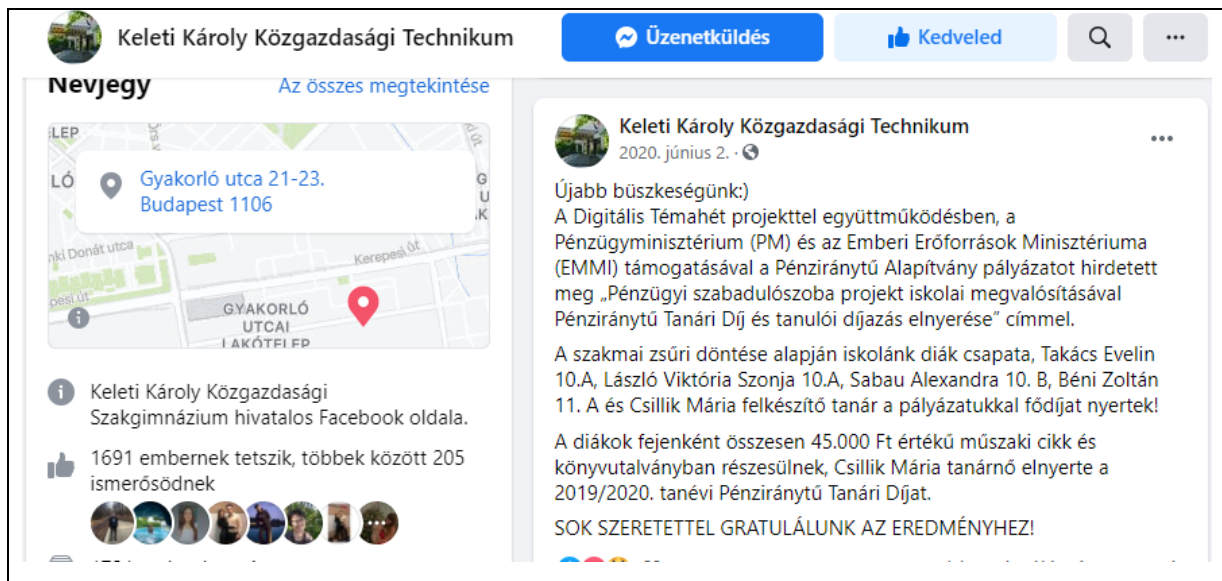 Keleti Károly Közgazdasági Technikum
Üzenetküldés
Kedveled
Névjegy
Az összes megtekintése
Gyakorló utca 21-23.
Budapest 1106
Kerepesi út
GYAKORLÓ
UTCAI
LAKÓTELEP
Keleti Károly Közgazdasági
Szakgimnázium hivatalos Facebook oldala.
1691 embernek tetszik, többek között 205
ismerősödnek
Keleti Károly Közgazdasági Technikum
2020. június 2. ·
Újabb büszkeségünk:)
A Digitális Témahét projekttel együttműködésben, a
Pénzügyminisztérium (PM) és az Emberi Erőforrások Minisztériuma
(EMMI) támogatásával a Pénziránytű Alapítvány pályázatot hirdetett
meg „Pénzügyi szabadulószoba projekt iskolai megvalósításával
Pénziránytű Tanári Díj és tanulói díjazás elnyerése” címmel.
A szakmai zsűri döntése alapján iskolánk diák csapata, Takács Evelin
10.A, László Viktória Szonja 10.A, Sabau Alexandra 10. B, Béni Zoltán
11. A és Csillik Mária felkészítő tanár a pályázatukkal fődíjat nyertek!
A diákok fejenként összesen 45.000 Ft értékű műszaki cikk és
könyvutalványban részesülnek, Csillik Mária tanárnő elnyerte a
2019/2020. tanévi Pénziránytű Tanári Díjat.
SOK SZERETETTEL GRATULÁLUNK AZ EREDMÉNYHEZ!